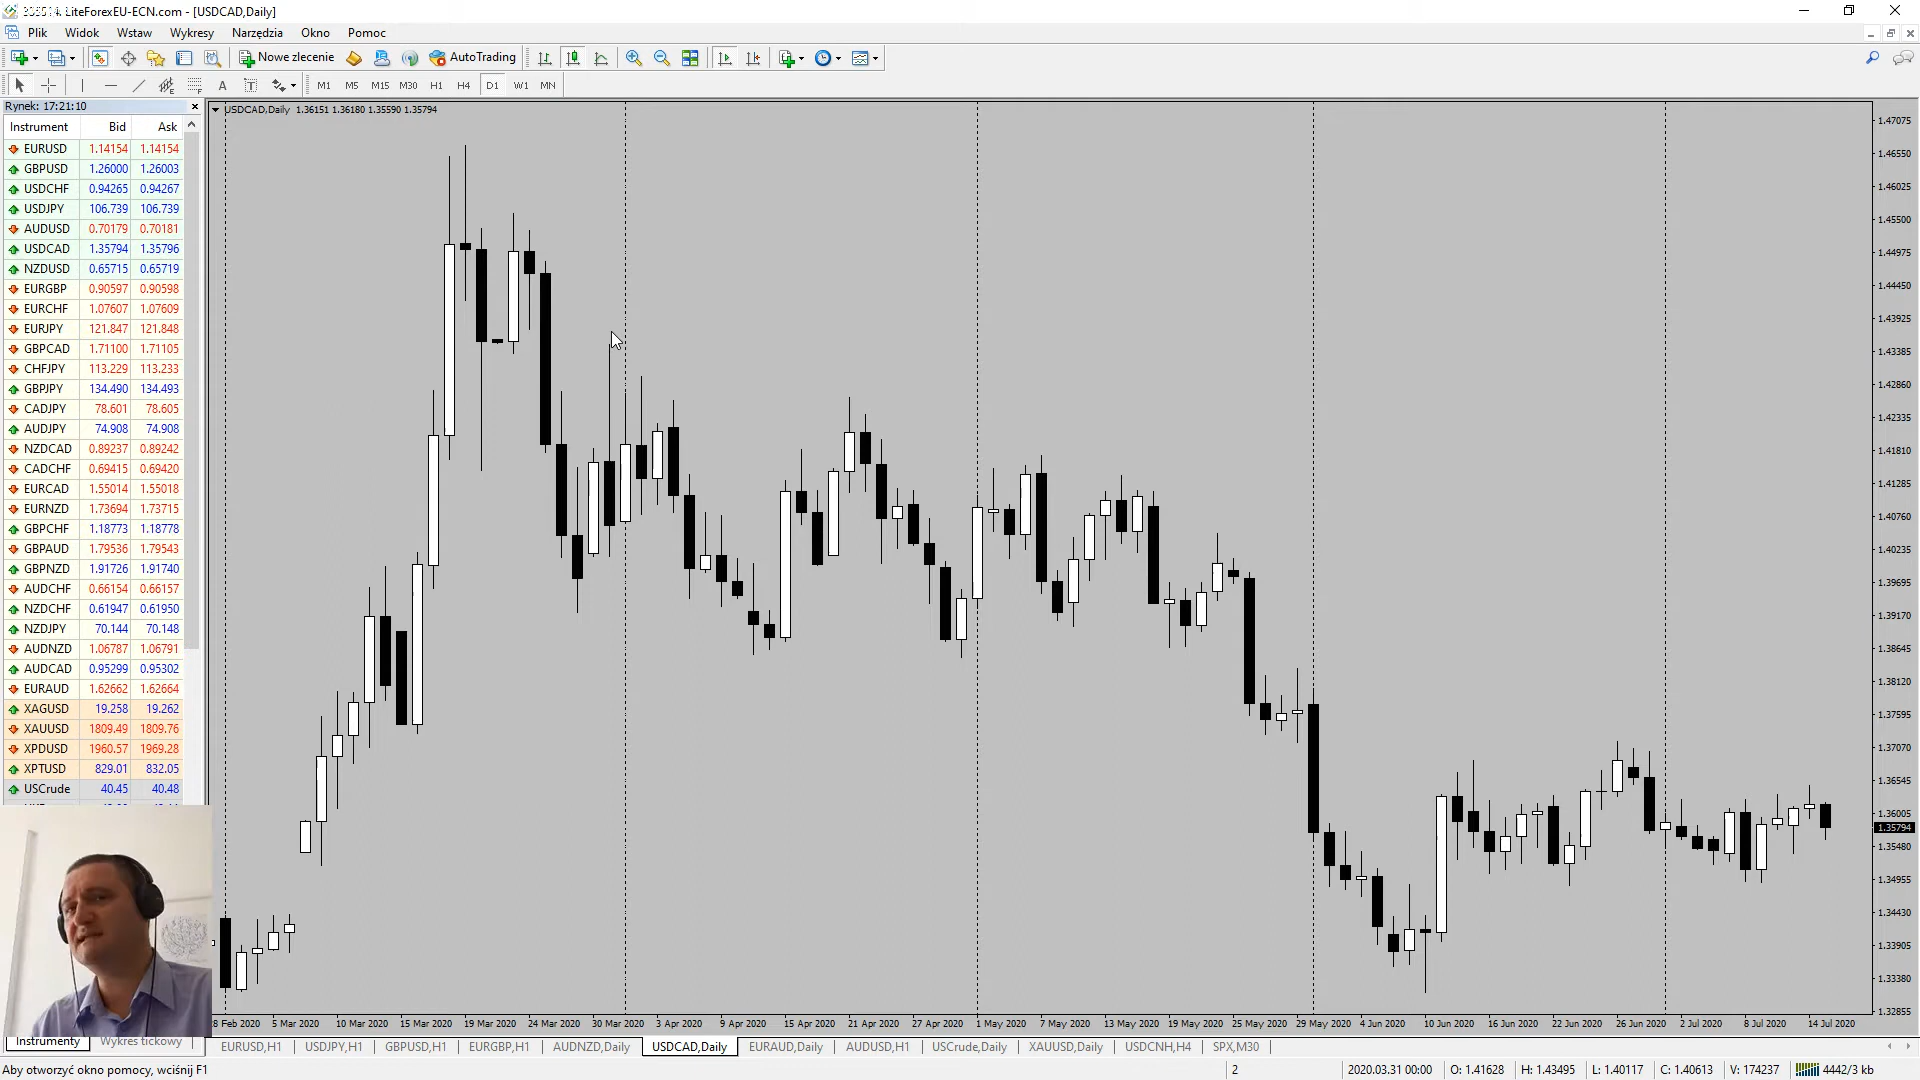 LiteForexEU-ECN.com - [USDCAD,Daily]
Plik Widok Wstaw Wykresy Narzędzia Okno Pomoc
Nowe zlecenie AutoTrading
A T M1 M5 M15 M30 H1 H4 D1 W1 MN
Rynek: 17:21:10
USDCAD,Daily 1.36151 1.36180 1.35590 1.35794
Instrument Bid Ask
EURUSD 1.14154 1.14154
GBPUSD 1.26000 1.26003
USDCHF 0.94265 0.94267
USDJPY 106.739 106.739
AUDUSD 0.70179 0.70181
USDCAD 1.35794 1.35796
NZDUSD 0.65715 0.65719
EURGBP 0.90597 0.90598
EURCHF 1.07607 1.07609
EURJPY 121.847 121.848
GBPCAD 1.71100 1.71105
CHFJPY 113.229 113.233
GBPJPY 134.490 134.493
CADJPY 78.601 78.605
AUDJPY 74.908 74.908
NZDCAD 0.89237 0.89242
CADCHF 0.69415 0.69420
EURCAD 1.55014 1.55018
EURNZD 1.73694 1.73715
GBPCHF 1.18773 1.18778
GBPAUD 1.79536 1.79543
GBPNZD 1.91726 1.91740
AUDCHF 0.66154 0.66157
NZDCHF 0.61947 0.61950
NZDJPY 70.144 70.148
AUDNZD 1.06787 1.06791
AUDCAD 0.95299 0.95302
EURAUD 1.62662 1.62664
XAGUSD 19.258 19.262
XAUUSD 1809.49 1809.76
XPDUSD 1960.57 1969.28
XPTUSD 829.01 832.05
USCrude 40.45 40.48
Instrumenty Wykres tickowy
1.47075
1.46550
1.46025
1.45500
1.44975
1.44450
1.43925
1.43385
1.42860
1.42335
1.41810
1.41285
1.40760
1.40235
1.39695
1.39170
1.38645
1.38120
1.37595
1.37070
1.36545
1.36005
1.35794
1.35480
1.34955
1.34430
1.33905
1.33380
1.32855
28 Feb 2020 5 Mar 2020 10 Mar 2020 15 Mar 2020 19 Mar 2020 24 Mar 2020 30 Mar 2020 3 Apr 2020 9 Apr 2020 15 Apr 2020 21 Apr 2020 27 Apr 2020 1 May 2020 7 May 2020 13 May 2020 19 May 2020 25 May 2020 29 May 2020 4 Jun 2020 10 Jun 2020 16 Jun 2020 22 Jun 2020 26 Jun 2020 2 Jul 2020 8 Jul 2020 14 Jul 2020
EURUSD,H1 USDJPY,H1 GBPUSD,H1 EURGBP,H1 AUDNZD,Daily USDCAD,Daily EURAUD,Daily AUDUSD,H1 USCrude,Daily XAUUSD,Daily USDCNH,H4 SPX,M30
Aby otworzyć okno pomocy, wciśnij F1 2 2020.03.31 00:00 O: 1.41628 H: 1.43495 L: 1.40117 C: 1.40613 V: 174237 4442/3 kb